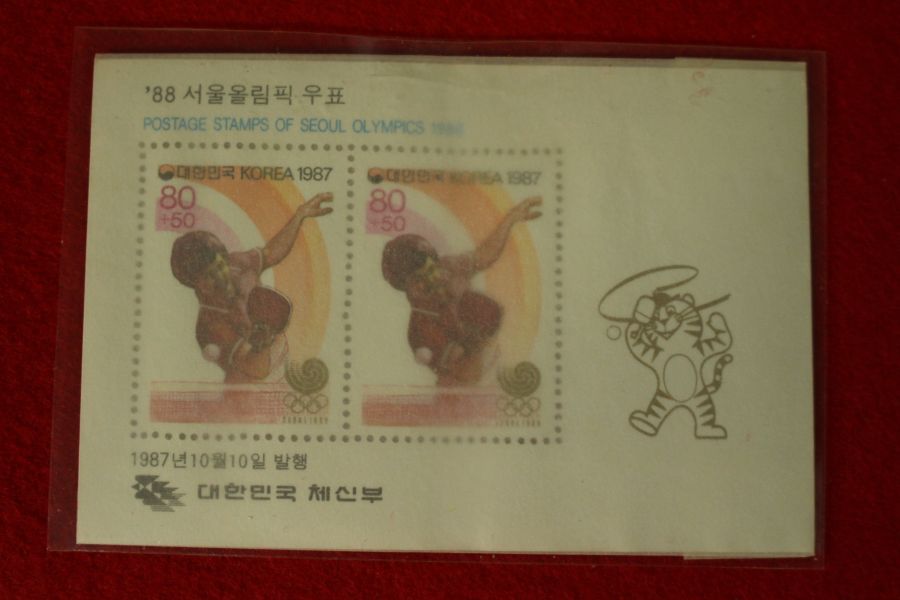 '88 서울올림픽 우표
POSTAGE STAMPS OF SEOUL OLYMPICS 1988
대한민국 KOREA 1987
80
+50
대한민국 KOREA 1987
80
+50
1987년10월10일 발행
대한민국 체신부